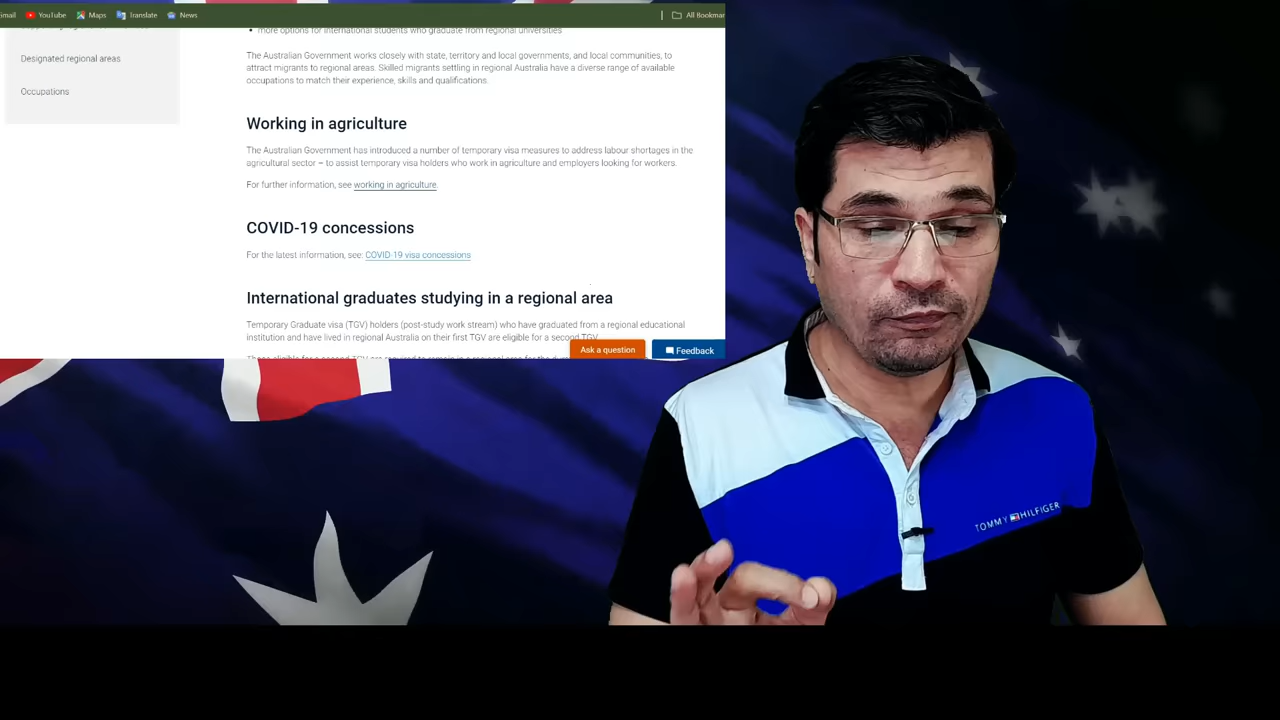 YouTube
Maps
Translate
News
All Bookmar
Designated regional areas
Occupations
more options for international students who graduate from regional universities
The Australian Government works closely with state, territory and local governments, and local communities, to
attract migrants to regional areas. Skilled migrants settling in regional Australia have a diverse range of available
occupations to match their experience, skills and qualifications.
Working in agriculture
The Australian Government has introduced a number of temporary visa measures to address labour shortages in the
agricultural sector – to assist temporary visa holders who work in agriculture and employers looking for workers.
For further information, see working in agriculture.
COVID-19 concessions
For the latest information, see: COVID-19 visa concessions
International graduates studying in a regional area
Temporary Graduate visa (TGV) holders (post-study work stream) who have graduated from a regional educational
institution and have lived in regional Australia on their first TGV are eligible for a second TGV.
Ask a question
Feedback
TOMMY HILFIGER